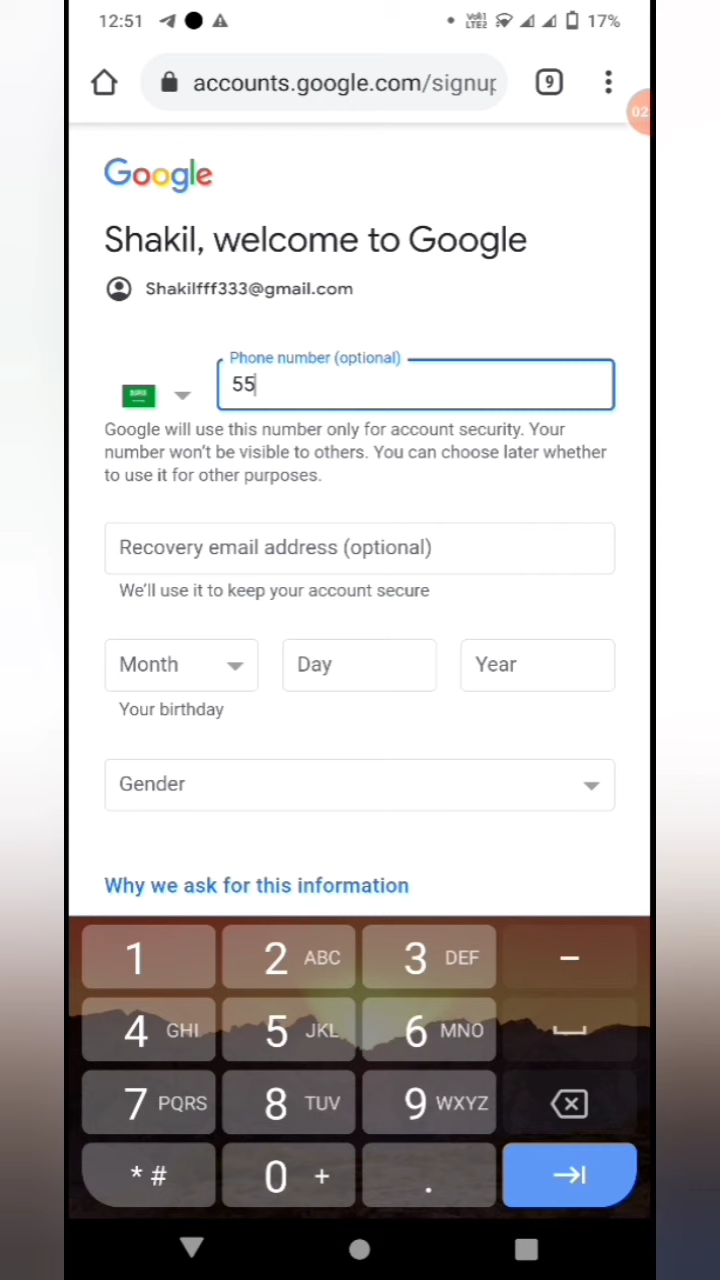 12:51
Vo)) LTE2
17%
accounts.google.com/signup
9
02
Google
Shakil, welcome to Google
Shakilfff333@gmail.com
Phone number (optional)
55
Google will use this number only for account security. Your
number won't be visible to others. You can choose later whether
to use it for other purposes.
Recovery email address (optional)
We'll use it to keep your account secure
Month Day Year
Your birthday
Gender
Why we ask for this information
1 2 ABC 3 DEF –
4 GHI 5 JKL 6 MNO
7 PQRS 8 TUV 9 WXYZ
* # 0 + .